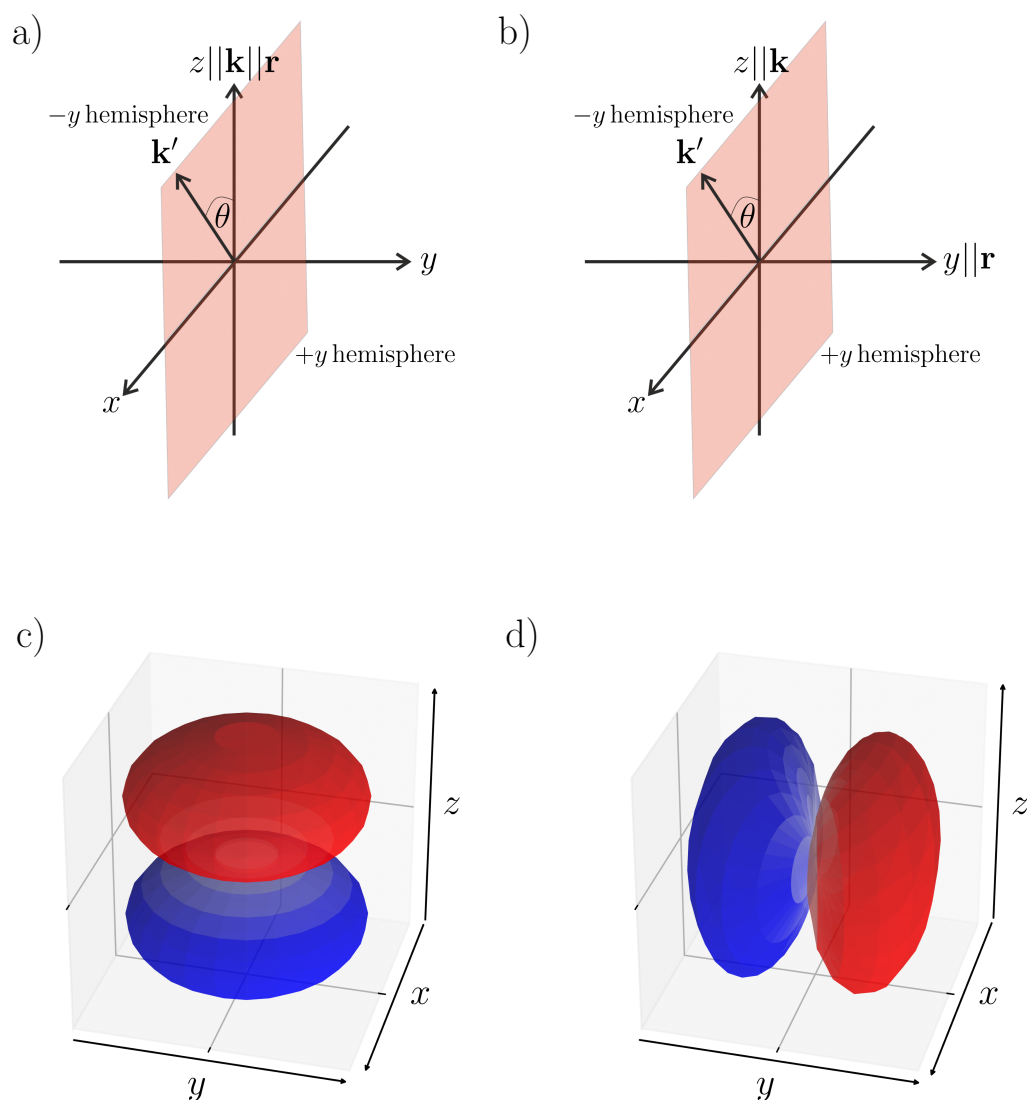 a)
z||k||r
−y hemisphere
k′
θ
y
+y hemisphere
x
b)
z||k
−y hemisphere
k′
θ
y||r
+y hemisphere
x
c)
z
x
y
d)
z
x
y